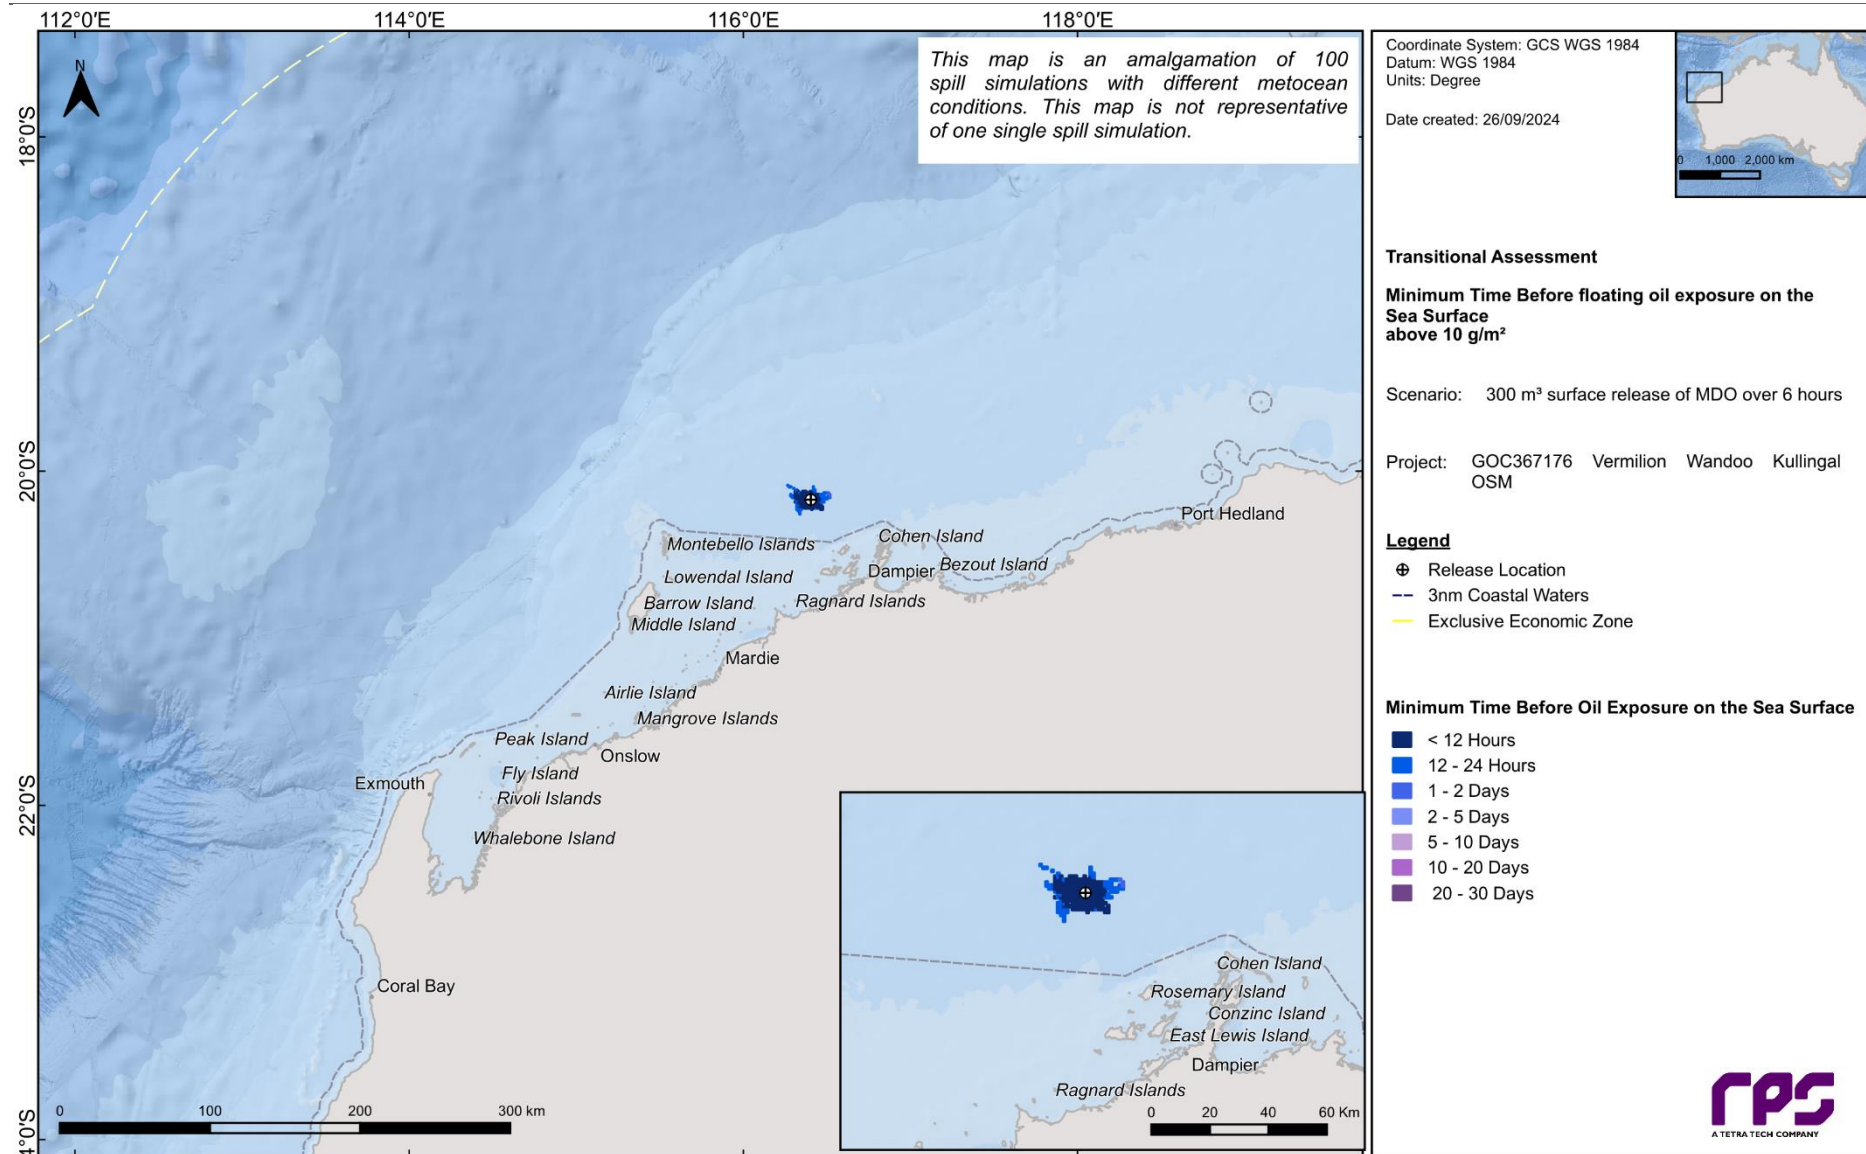 112°0'E 114°0'E 116°0'E 118°0'E
18°0'S
20°0'S
22°0'S
4°0'S
N
This map is an amalgamation of 100
spill simulations with different metocean
conditions. This map is not representative
of one single spill simulation.
Port Hedland
Cohen Island
Montebello Islands
Bezout Island
Dampier
Lowendal Island
Ragnard Islands
Barrow Island
Middle Island
Mardie
Airlie Island
Mangrove Islands
Peak Island
Onslow
Fly Island
Exmouth
Rivoli Islands
Whalebone Island
Coral Bay
0 100 200 300 km
Cohen Island
Rosemary Island
Conzinc Island
East Lewis Island
Dampier
Ragnard Islands
0 20 40 60 Km
Coordinate System: GCS WGS 1984
Datum: WGS 1984
Units: Degree
Date created: 26/09/2024
0 1,000 2,000 km
Transitional Assessment
Minimum Time Before floating oil exposure on the
Sea Surface
above 10 g/m²
Scenario: 300 m³ surface release of MDO over 6 hours
Project: GOC367176 Vermilion Wandoo Kullingal
OSM
Legend
Release Location
3nm Coastal Waters
Exclusive Economic Zone
Minimum Time Before Oil Exposure on the Sea Surface
< 12 Hours
12 - 24 Hours
1 - 2 Days
2 - 5 Days
5 - 10 Days
10 - 20 Days
20 - 30 Days
rps
A TETRA TECH COMPANY